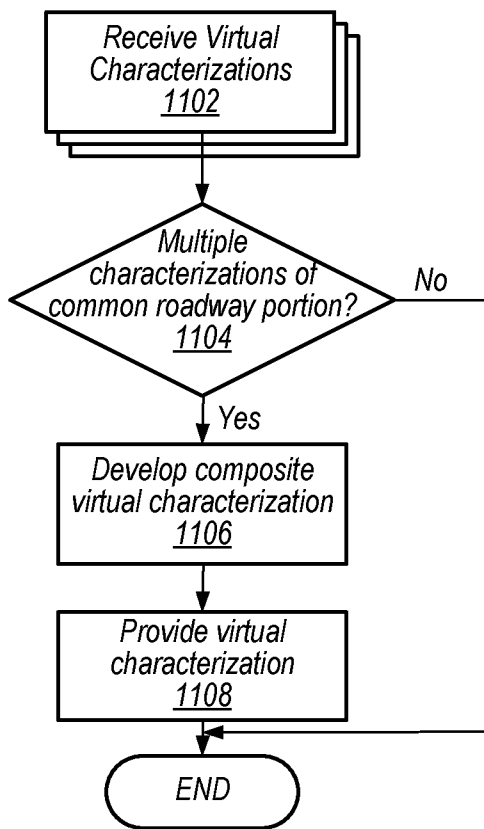 Receive Virtual
Characterizations
1102
Multiple
characterizations of
common roadway portion?
1104
No
Yes
Develop composite
virtual characterization
1106
Provide virtual
characterization
1108
END